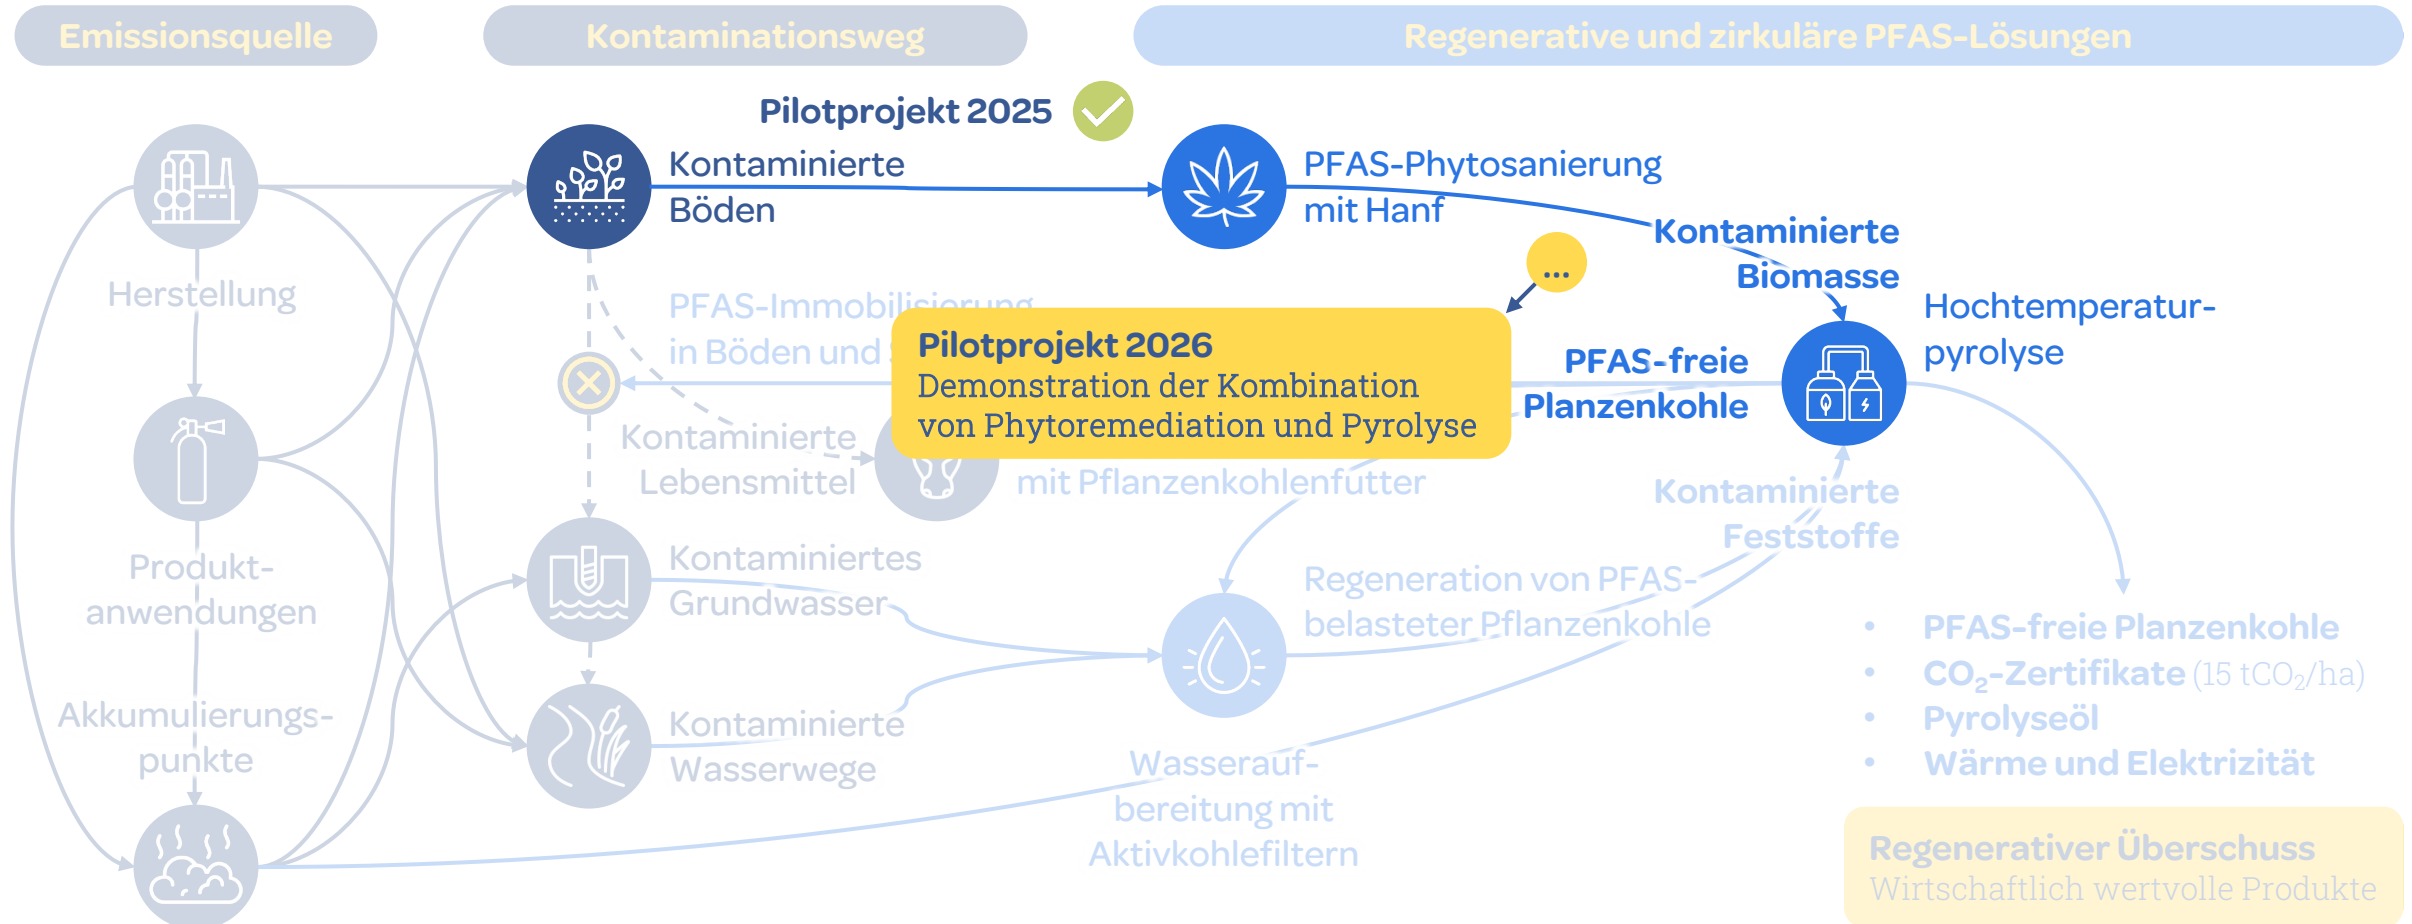 Emissionsquelle
Kontaminationsweg
Regenerative und zirkuläre PFAS-Lösungen
Pilotprojekt 2025
Kontaminierte
Böden
PFAS-Phytosanierung
mit Hanf
Kontaminierte
Biomasse
Herstellung
PFAS-Immobilisierung
in Böden und
...
Pilotprojekt 2026
Demonstration der Kombination
von Phytoremediation und Pyrolyse
PFAS-freie
Planzenkohle
Hochtemperatur-
pyrolyse
Kontaminierte
Lebensmittel
mit Pflanzenkohlenfutter
Kontaminierte
Feststoffe
Produkt-
anwendungen
Kontaminiertes
Grundwasser
Regeneration von PFAS-
belasteter Pflanzenkohle
Akkumulierungs-
punkte
Kontaminierte
Wasserwege
Wasserauf-
bereitung mit
Aktivkohlefiltern
• PFAS-freie Planzenkohle
• CO₂-Zertifikate (15 tCO₂/ha)
• Pyrolyseöl
• Wärme und Elektrizität
Regenerativer Überschuss
Wirtschaftlich wertvolle Produkte